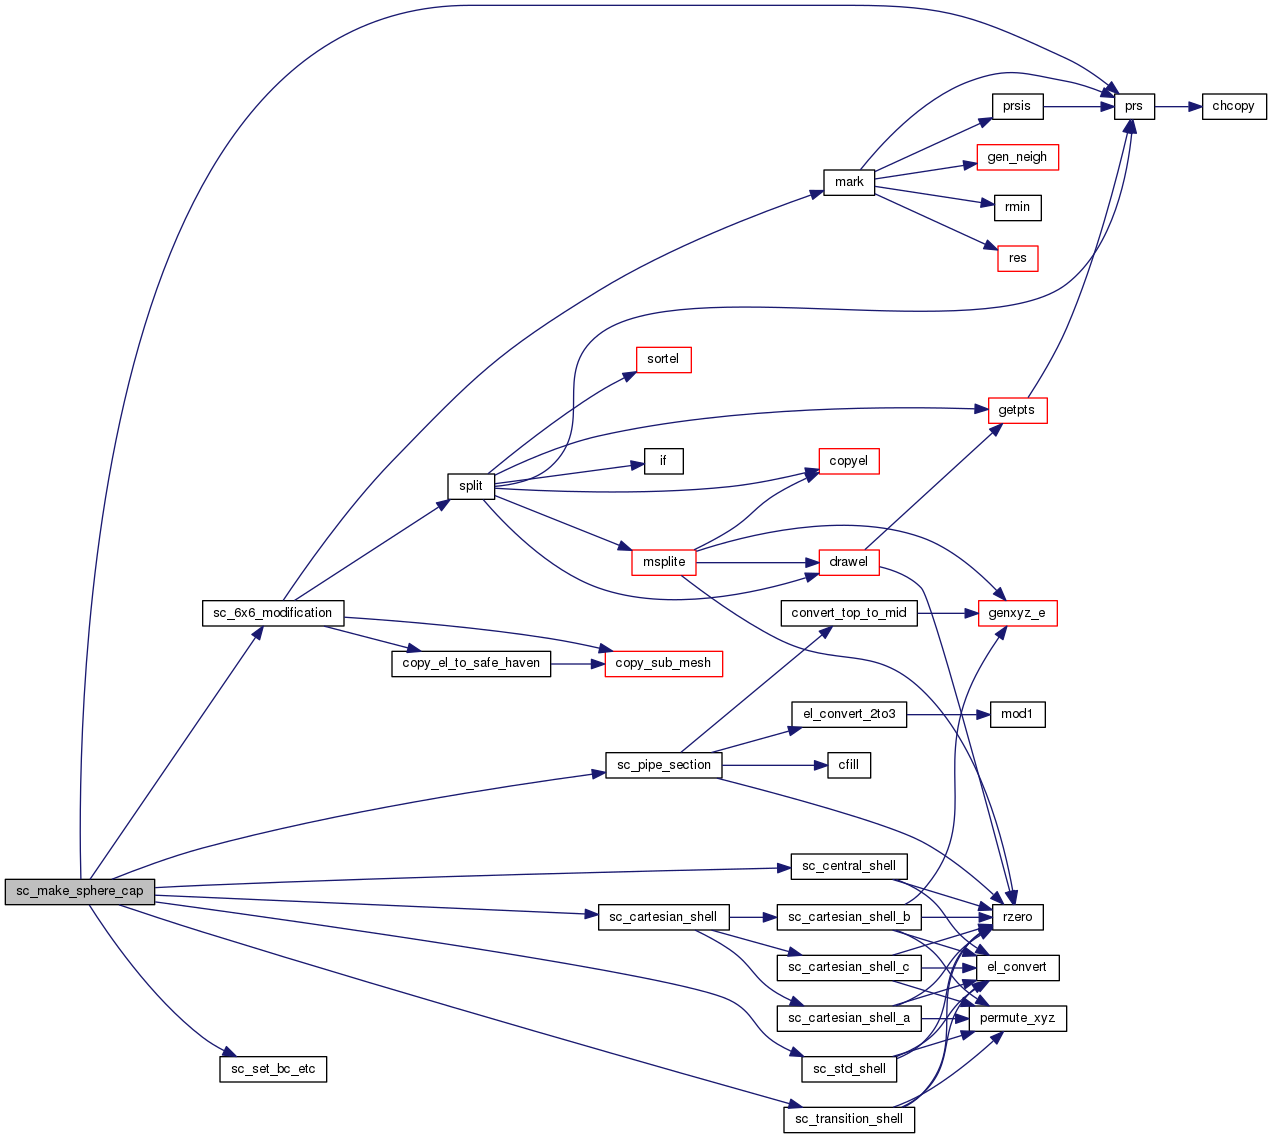 prs
chcopy
prsis
gen_neigh
mark
rmin
res
sortel
getpts
if
copyel
split
msplite
drawel
sc_6x6_modification
convert_top_to_mid
genxyz_e
copy_el_to_safe_haven
copy_sub_mesh
el_convert_2to3
mod1
sc_pipe_section
cfill
sc_central_shell
sc_make_sphere_cap
sc_cartesian_shell
sc_cartesian_shell_b
rzero
sc_cartesian_shell_c
el_convert
sc_cartesian_shell_a
permute_xyz
sc_set_bc_etc
sc_std_shell
sc_transition_shell